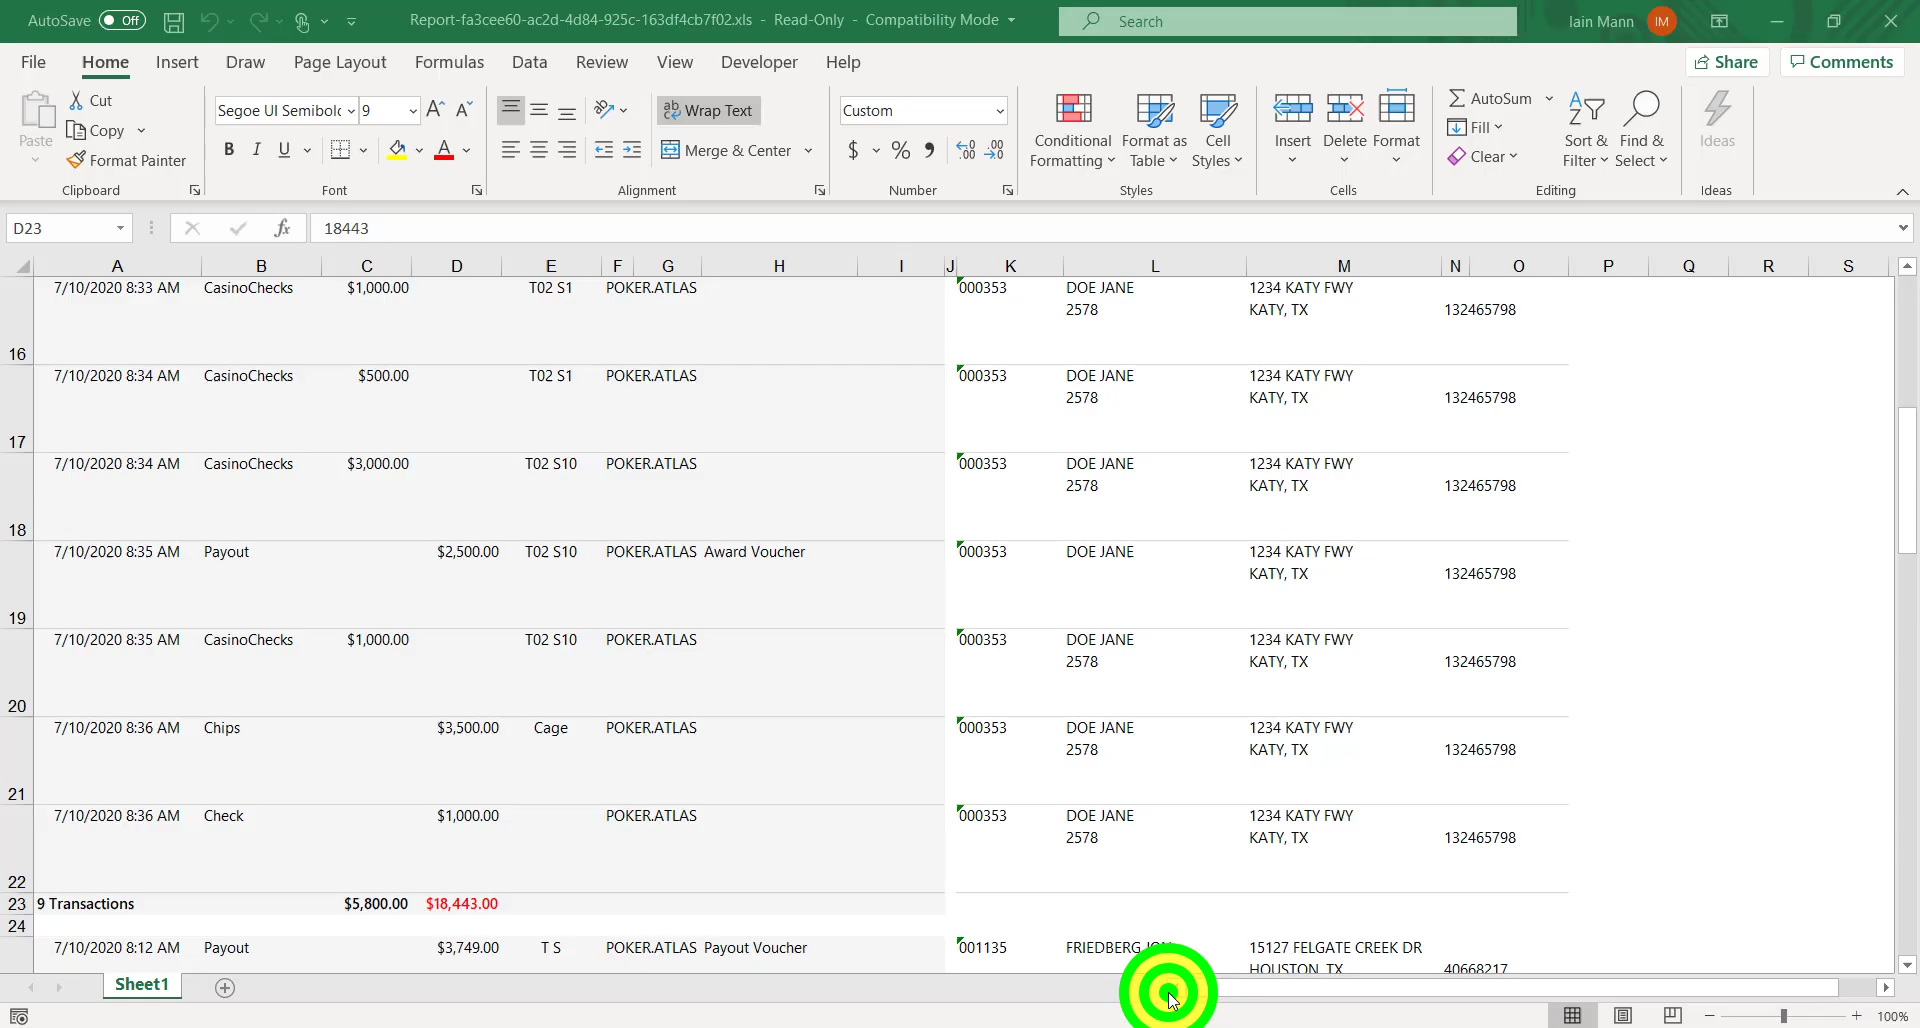 AutoSave Off Report-fa3cee60-ac2d-4d84-925c-163df4cb7f02.xls - Read-Only - Compatibility Mode Search Iain Mann IM
File Home Insert Draw Page Layout Formulas Data Review View Developer Help Share Comments
Paste Cut Copy Format Painter Clipboard
Segoe UI Semibolc 9 B I U Font
Wrap Text Merge & Center Alignment
Custom $ % Number
Conditional Formatting Format as Table Cell Styles Styles
Insert Delete Format Cells
AutoSum Fill Clear Sort & Filter Find & Select Editing
Ideas Ideas
D23 fx 18443
A B C D E F G H I J K L M N O P Q R S
7/10/2020 8:33 AM CasinoChecks $1,000.00 T02 S1 POKER.ATLAS 000353 DOE JANE 1234 KATY FWY
2578 KATY, TX 132465798
16
7/10/2020 8:34 AM CasinoChecks $500.00 T02 S1 POKER.ATLAS 000353 DOE JANE 1234 KATY FWY
2578 KATY, TX 132465798
17
7/10/2020 8:34 AM CasinoChecks $3,000.00 T02 S10 POKER.ATLAS 000353 DOE JANE 1234 KATY FWY
2578 KATY, TX 132465798
18
7/10/2020 8:35 AM Payout $2,500.00 T02 S10 POKER.ATLAS Award Voucher 000353 DOE JANE 1234 KATY FWY
KATY, TX 132465798
19
7/10/2020 8:35 AM CasinoChecks $1,000.00 T02 S10 POKER.ATLAS 000353 DOE JANE 1234 KATY FWY
2578 KATY, TX 132465798
20
7/10/2020 8:36 AM Chips $3,500.00 Cage POKER.ATLAS 000353 DOE JANE 1234 KATY FWY
2578 KATY, TX 132465798
21
7/10/2020 8:36 AM Check $1,000.00 POKER.ATLAS 000353 DOE JANE 1234 KATY FWY
2578 KATY, TX 132465798
22
23 9 Transactions $5,800.00 $18,443.00
24
7/10/2020 8:12 AM Payout $3,749.00 T S POKER.ATLAS Payout Voucher 001135 FRIEDBERG 15127 FELGATE CREEK DR
HOUSTON, TX 40668217
Sheet1
100%